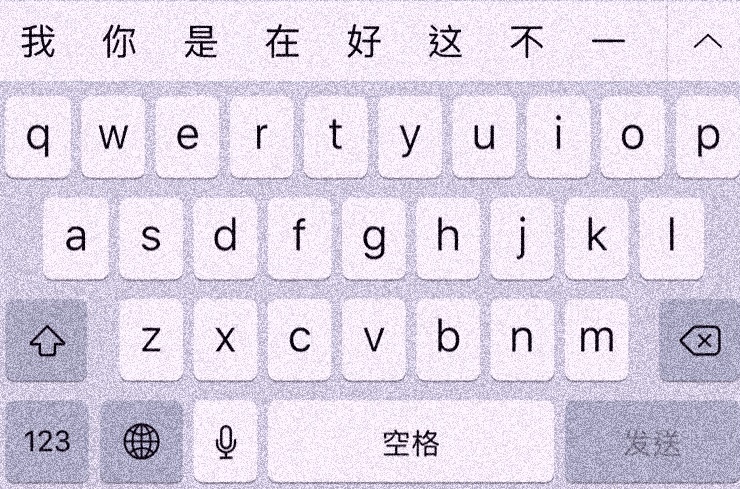 我 你 是 在 好 这 不 一
q w e r t y u i o p
a s d f g h j k l
z x c v b n m
123 空格 发送